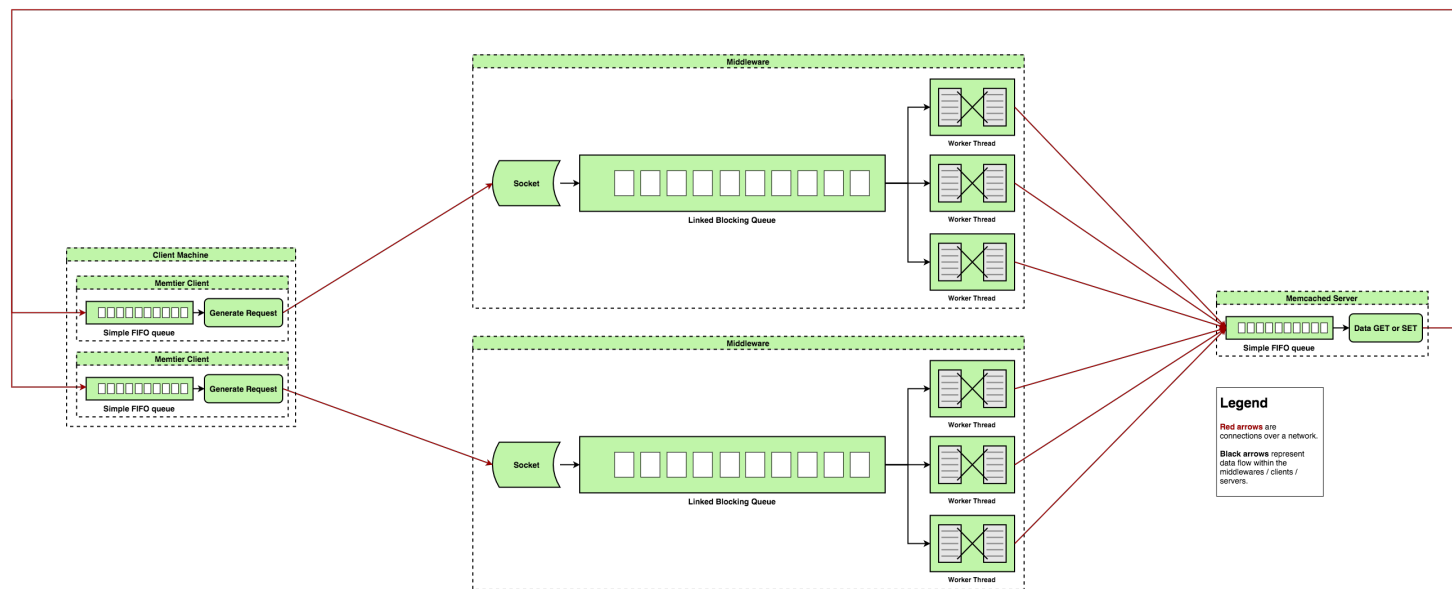 Middleware
Worker Thread
Socket
Worker Thread
Linked Blocking Queue
Worker Thread
Client Machine
Memtier Client
Generate Request
Simple FIFO queue
Memtier Client
Generate Request
Simple FIFO queue
Middleware
Worker Thread
Socket
Worker Thread
Linked Blocking Queue
Worker Thread
Memcached Server
Data GET or SET
Simple FIFO queue
Legend
Red arrows are
connections over a network.
Black arrows represent
data flow within the
middlewares / clients /
servers.